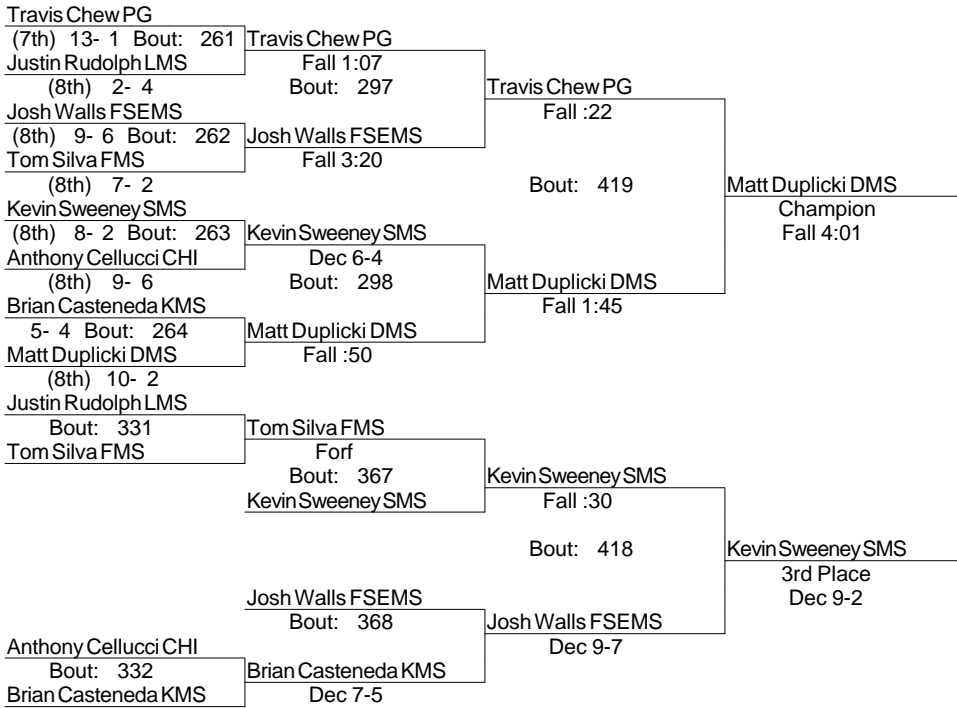 Travis Chew PG
(7th) 13- 1 Bout: 261
Justin Rudolph LMS
(8th) 2- 4
Josh Walls FSEMS
(8th) 9- 6 Bout: 262
Tom Silva FMS
(8th) 7- 2
Kevin Sweeney SMS
(8th) 8- 2 Bout: 263
Anthony Cellucci CHI
(8th) 9- 6
Brian Casteneda KMS
5- 4 Bout: 264
Matt Duplicki DMS
(8th) 10- 2
Travis Chew PG
Fall 1:07
Bout: 297
Josh Walls FSEMS
Fall 3:20
Kevin Sweeney SMS
Dec 6-4
Bout: 298
Matt Duplicki DMS
Fall :50
Travis Chew PG
Fall :22
Bout: 419
Matt Duplicki DMS
Fall 1:45
Matt Duplicki DMS
Champion
Fall 4:01
Justin Rudolph LMS
Bout: 331
Tom Silva FMS
Tom Silva FMS
Forf
Bout: 367
Kevin Sweeney SMS
Kevin Sweeney SMS
Fall :30
Bout: 418
Kevin Sweeney SMS
3rd Place
Dec 9-2
Josh Walls FSEMS
Bout: 368
Josh Walls FSEMS
Dec 9-7
Anthony Cellucci CHI
Bout: 332
Brian Casteneda KMS
Brian Casteneda KMS
Dec 7-5